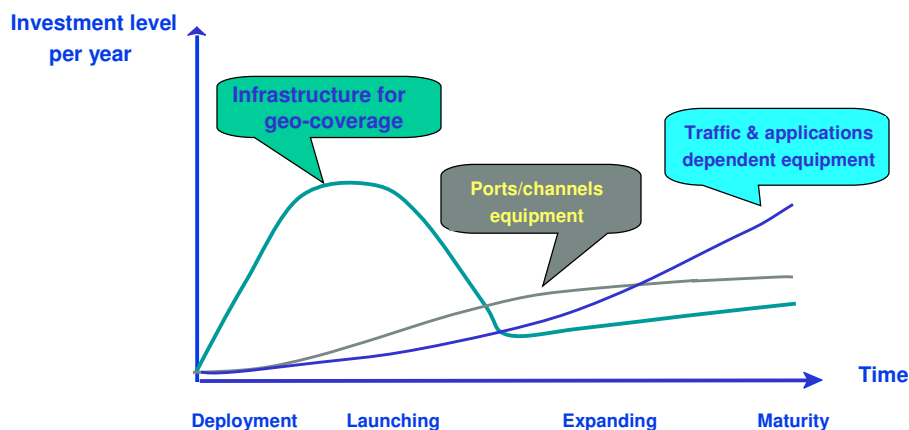 Investment level
per year
Infrastructure for
geo-coverage
Traffic & applications
dependent equipment
Ports/channels
equipment
Time
Deployment
Launching
Expanding
Maturity